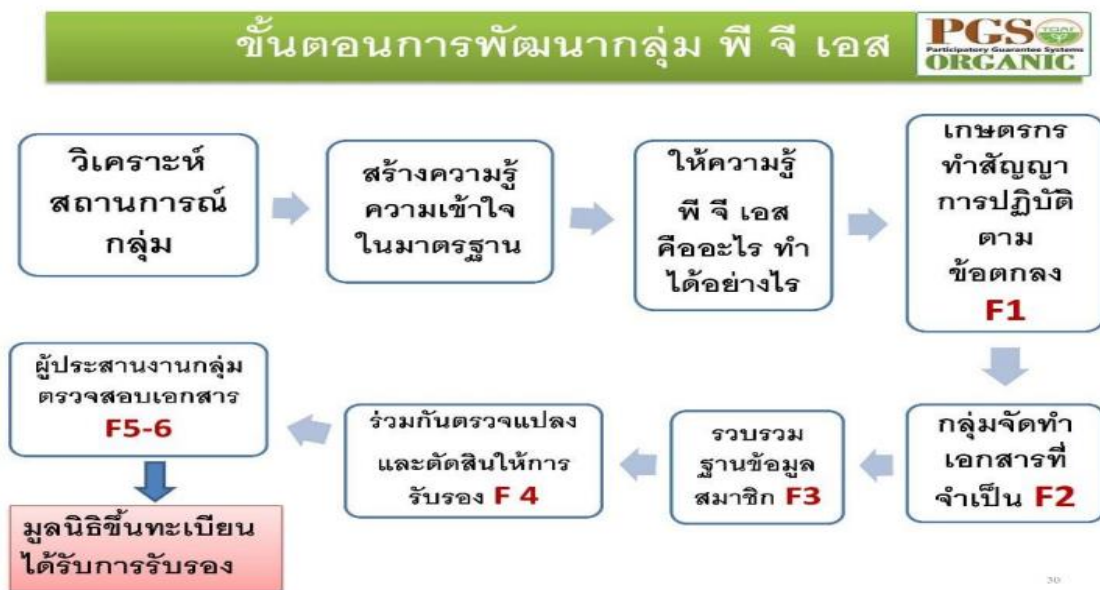 ขั้นตอนการพัฒนากลุ่ม พี จี เอส
PGS
TOAF
Participatory Guarantee Systems
ORGANIC
วิเคราะห์
สถานการณ์
กลุ่ม
สร้างความรู้
ความเข้าใจ
ในมาตรฐาน
ให้ความรู้
พี จี เอส
คืออะไร ทำ
ได้อย่างไร
เกษตรกร
ทำสัญญา
การปฏิบัติ
ตาม
ข้อตกลง
F1
กลุ่มจัดทำ
เอกสารที่
จำเป็น F2
รวบรวม
ฐานข้อมูล
สมาชิก F3
ร่วมกันตรวจแปลง
และตัดสินให้การ
รับรอง F 4
ผู้ประสานงานกลุ่ม
ตรวจสอบเอกสาร
F5-6
มูลนิธิขึ้นทะเบียน
ได้รับการรับรอง
30